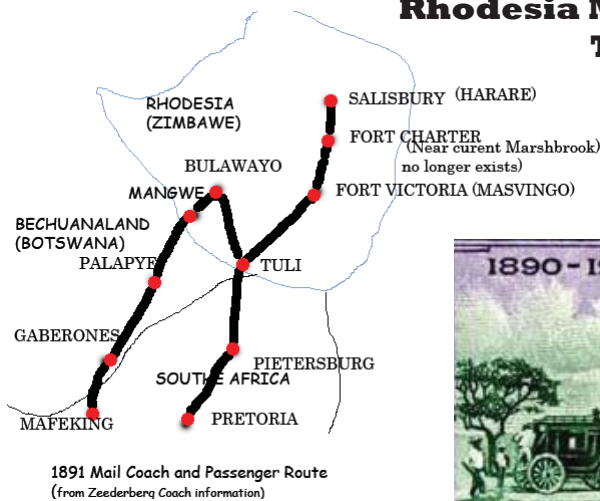 Rhodesia M
T
RHODESIA
(ZIMBAWE)
SALISBURY (HARARE)
FORT CHARTER
(Near curent Marshbrook)
no longer exists)
BULAWAYO
MANGWE
FORT VICTORIA (MASVINGO)
BECHUANALAND
(BOTSWANA)
PALAPYE
TULI
1890-1
GABERONES
PIETERSBURG
SOUTHE AFRICA
MAFEKING
PRETORIA
1891 Mail Coach and Passenger Route
(from Zeederberg Coach information)